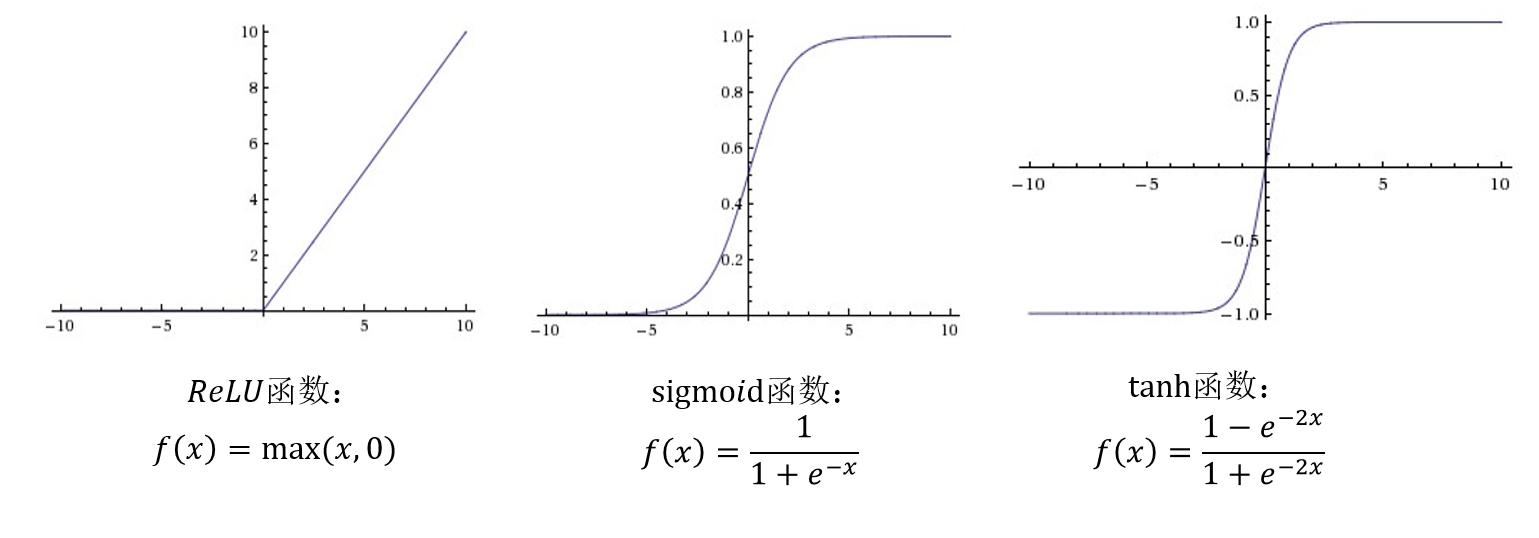 10
8
6
4
2
−10 −5 5 10
ReLU函数：
f(x) = max(x, 0)
1.0
0.8
0.6
0.4
0.2
−10 −5 5 10
sigmoid函数：
f(x) = 1 / (1 + e^{-x})
1.0
0.5
−10 −5 5 10
−0.5
−1.0
tanh函数：
f(x) = (1 − e^{-2x}) / (1 + e^{-2x})